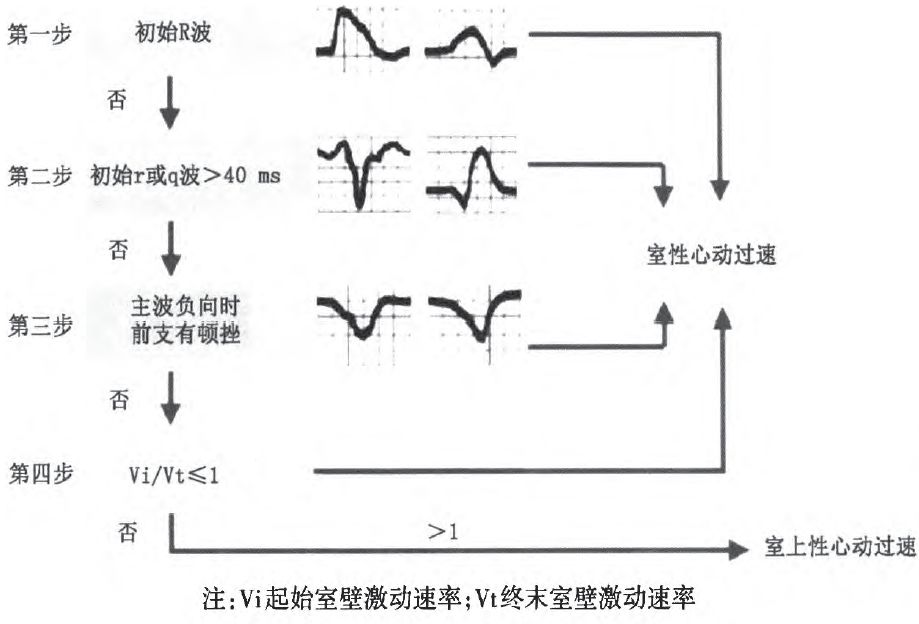 第一步 初始R波
否
第二步 初始r或q波>40 ms
否
室性心动过速
第三步 主波负向时
前支有顿挫
否
第四步 Vi/Vt≤1
否 >1 室上性心动过速
注:Vi起始室壁激动速率;Vt终末室壁激动速率